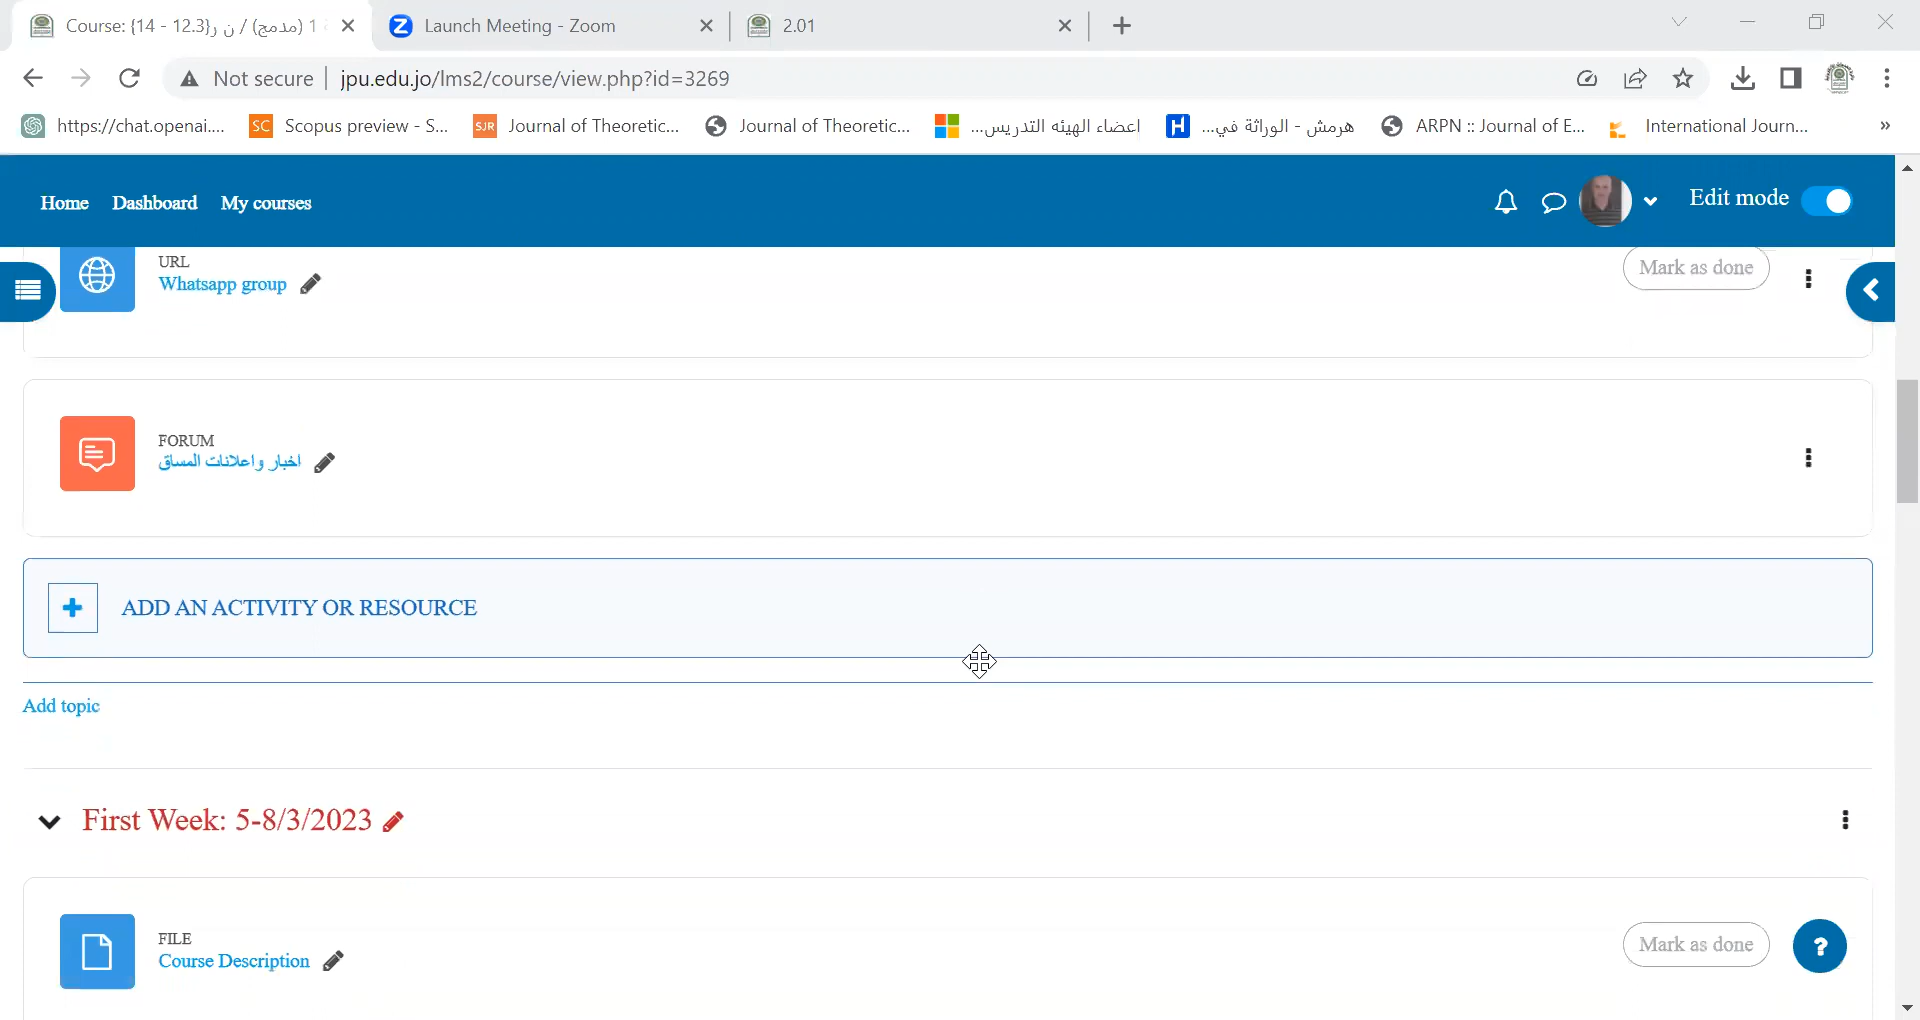 Course: {14 - 12.3}ن ر / (مدمج) 1
Launch Meeting - Zoom
2.01
Not secure
jpu.edu.jo/lms2/course/view.php?id=3269
https://chat.openai....
SC Scopus preview - S...
SJR Journal of Theoretic...
Journal of Theoretic...
اعضاء الهيئه التدريس...
H هرمش - الوراثة في...
ARPN :: Journal of E...
International Journ...
»
Home
Dashboard
My courses
Edit mode
URL
Whatsapp group
Mark as done
FORUM
اخبار واعلانات المساق
ADD AN ACTIVITY OR RESOURCE
Add topic
First Week: 5-8/3/2023
FILE
Course Description
Mark as done
?